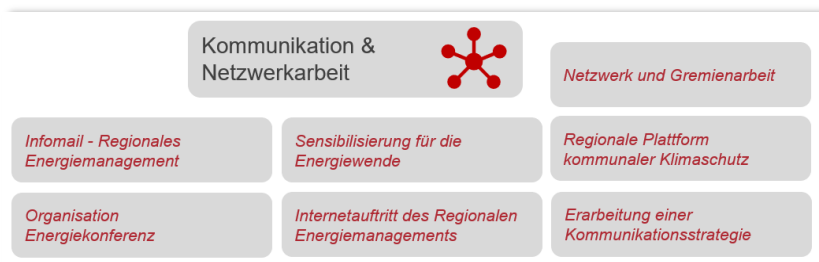 Kommunikation &
Netzwerkarbeit
Netzwerk und Gremienarbeit
Infomail - Regionales
Energiemanagement
Sensibilisierung für die
Energiewende
Regionale Plattform
kommunaler Klimaschutz
Organisation
Energiekonferenz
Internetauftritt des Regionalen
Energiemanagements
Erarbeitung einer
Kommunikationsstrategie